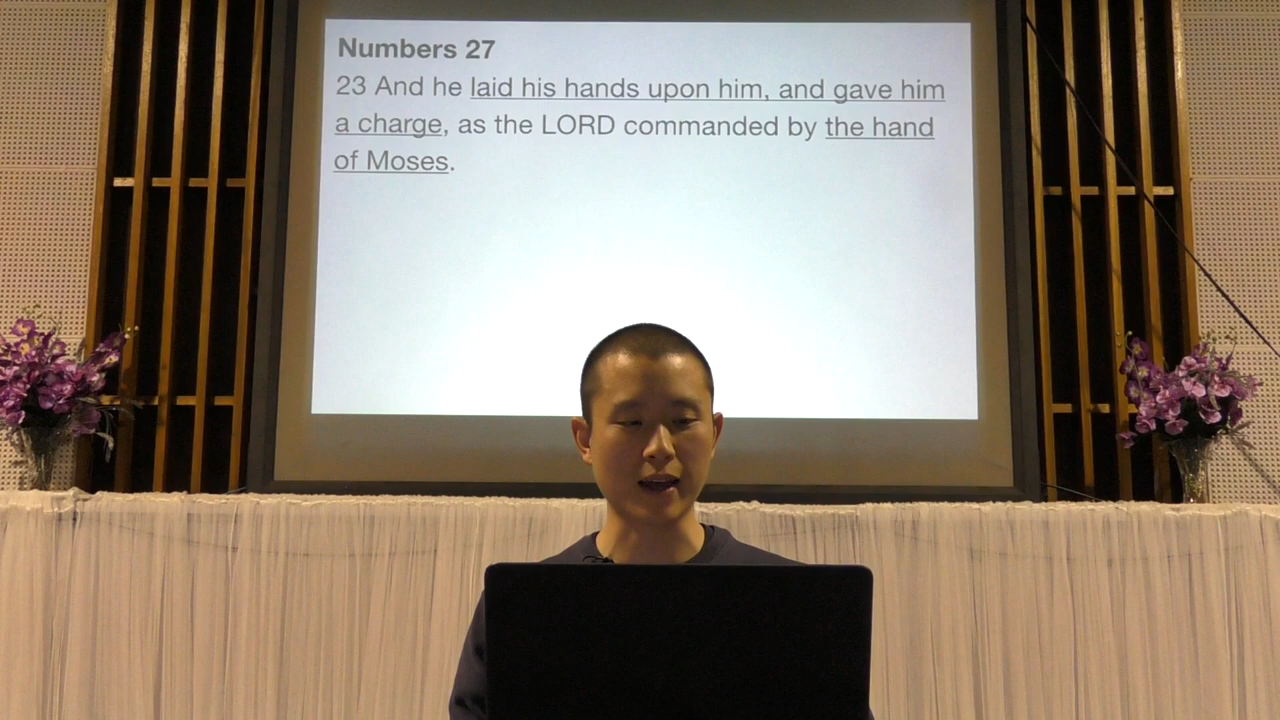 Numbers 27
23 And he laid his hands upon him, and gave him
a charge, as the LORD commanded by the hand
of Moses.